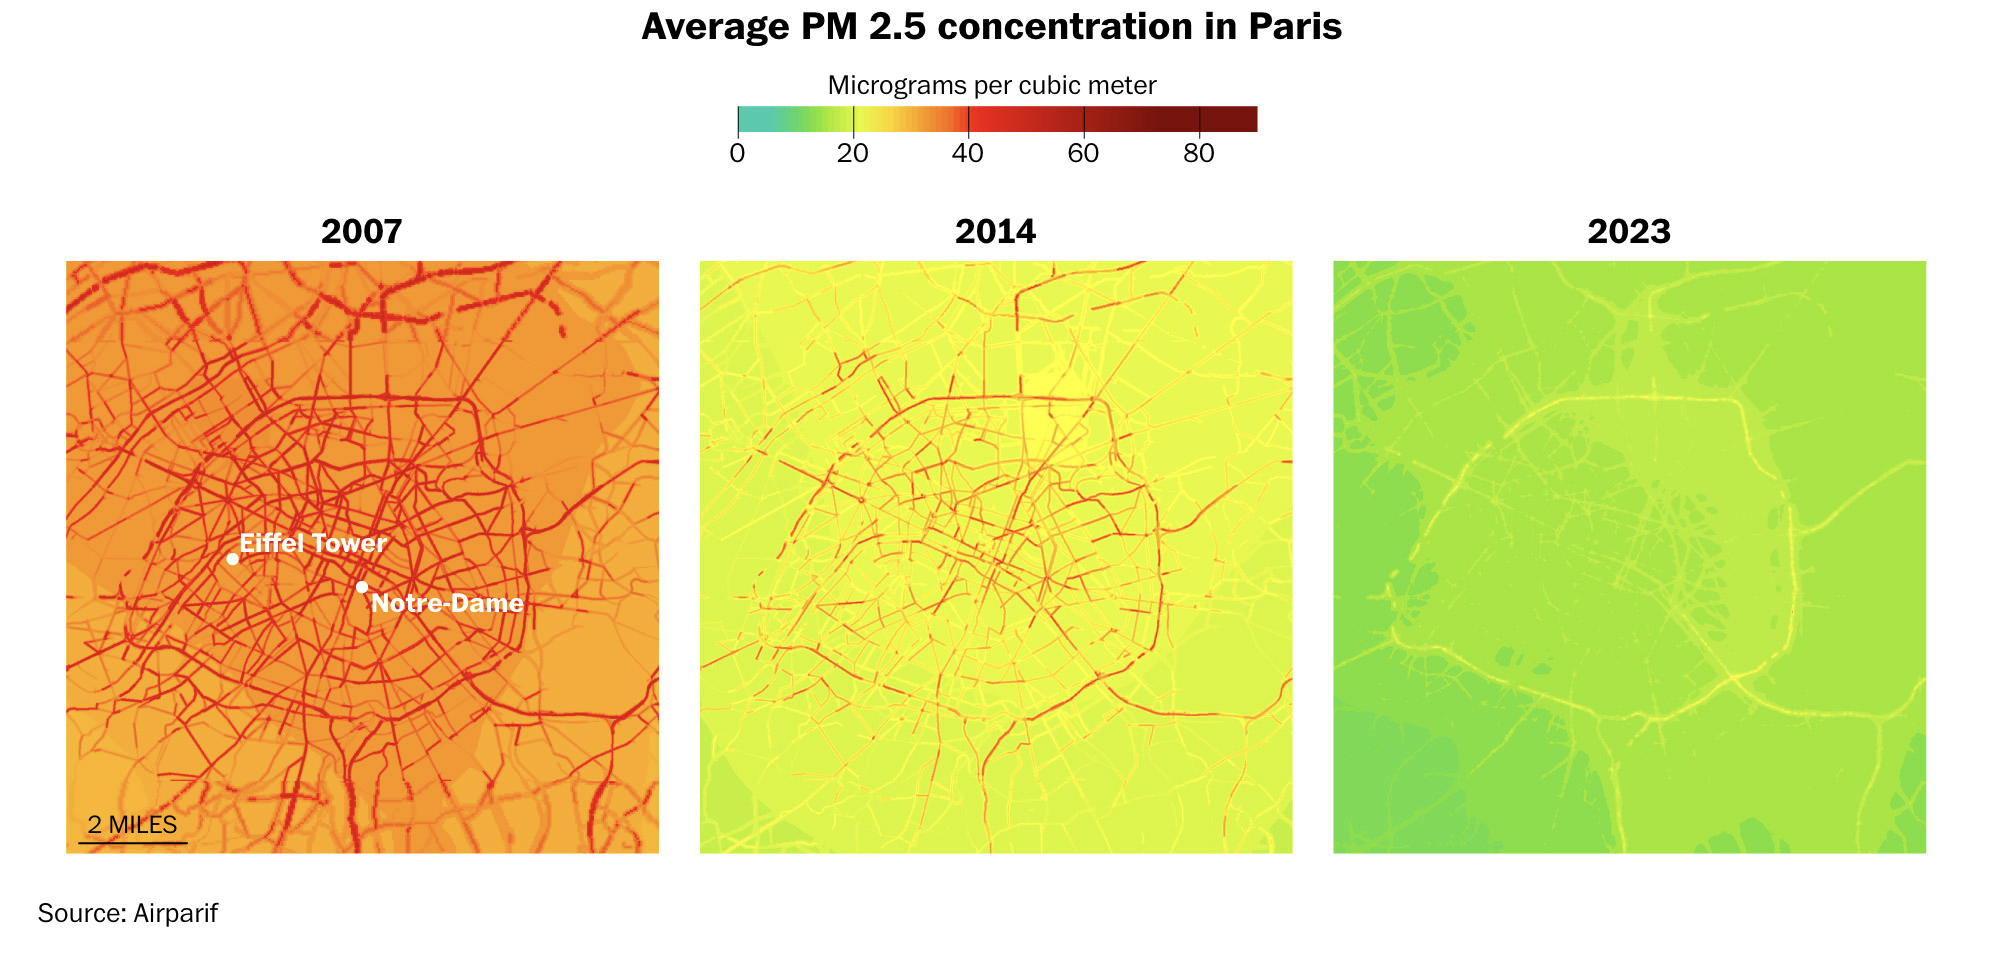 Average PM 2.5 concentration in Paris
Micrograms per cubic meter
0 20 40 60 80
2007 2014 2023
Eiffel Tower
Notre-Dame
2 MILES
Source: Airparif